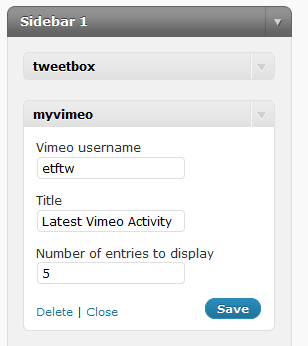 Sidebar 1
tweetbox
myvimeo
Vimeo username
etftw
Title
Latest Vimeo Activity
Number of entries to display
5
Delete | Close Save